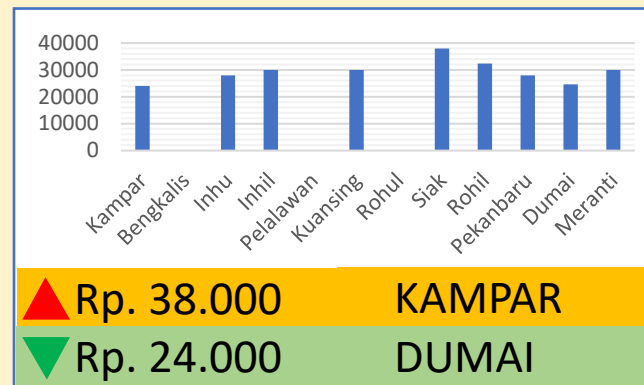 40000
30000
20000
10000
0
Kampar
Bengkalis
Inhu
Inhil
Pelalawan
Kuansing
Rohul
Siak
Rohil
Pekanbaru
Dumai
Meranti
Rp. 38.000 KAMPAR
Rp. 24.000 DUMAI